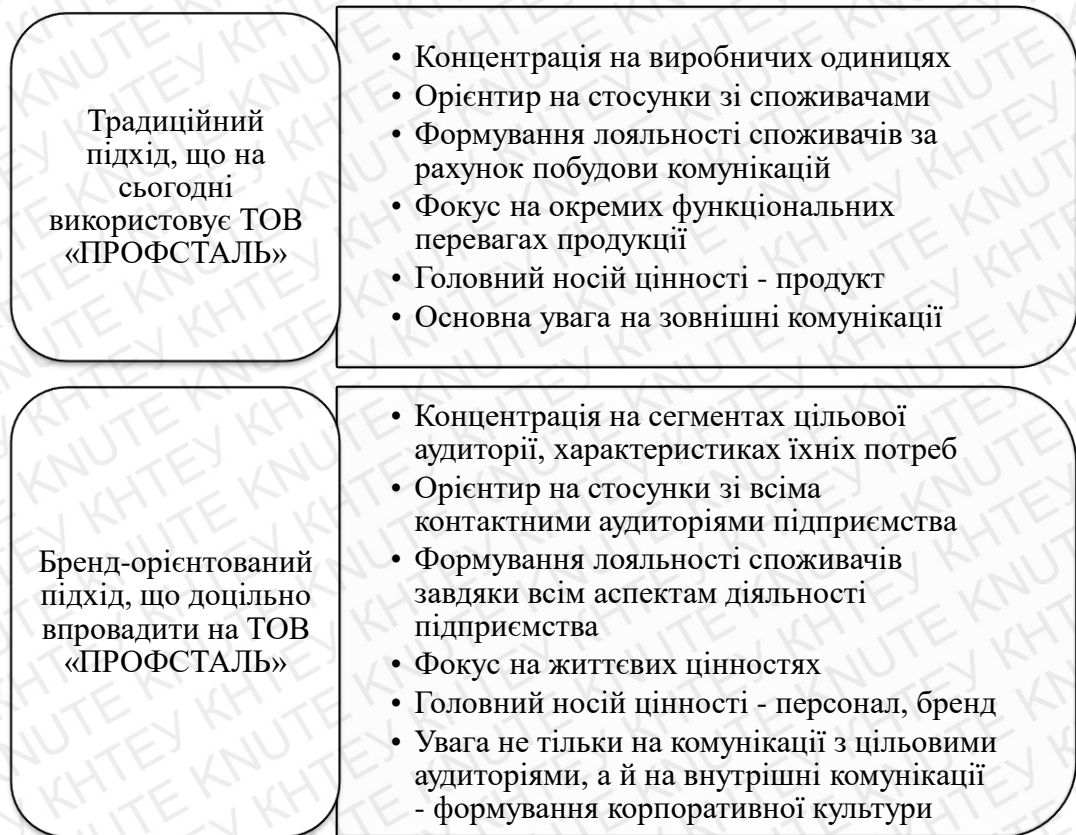 Традиційний
підхід, що на
сьогодні
використовує ТОВ
«ПРОФСТАЛЬ»
• Концентрація на виробничих одиницях
• Орієнтир на стосунки зі споживачами
• Формування лояльності споживачів за
рахунок побудови комунікацій
• Фокус на окремих функціональних
перевагах продукції
• Головний носій цінності - продукт
• Основна увага на зовнішні комунікації
Бренд-орієнтований
підхід, що доцільно
впровадити на ТОВ
«ПРОФСТАЛЬ»
• Концентрація на сегментах цільової
аудиторії, характеристиках їхніх потреб
• Орієнтир на стосунки зі всіма
контактними аудиторіями підприємства
• Формування лояльності споживачів
завдяки всім аспектам діяльності
підприємства
• Фокус на життєвих цінностях
• Головний носій цінності - персонал, бренд
• Увага не тільки на комунікації з цільовими
аудиторіями, а й на внутрішні комунікації
- формування корпоративної культури